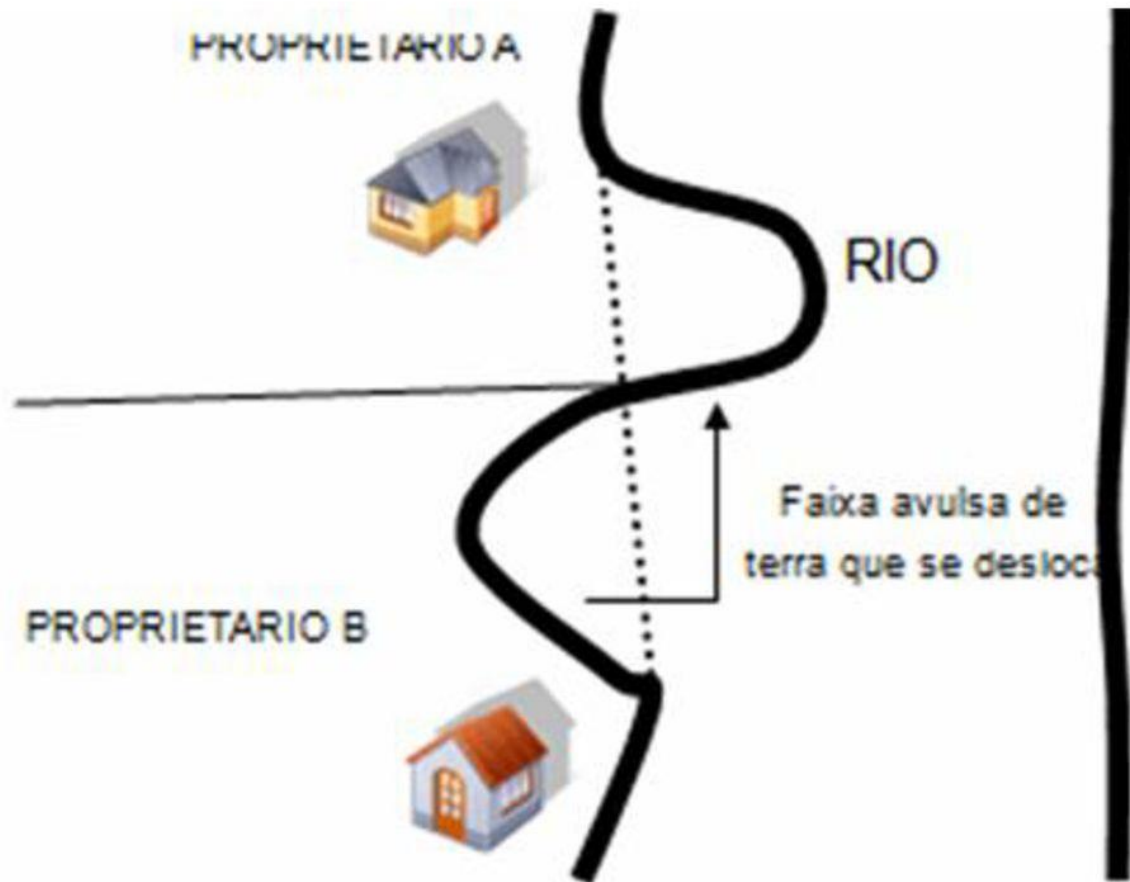 PROPRIETARIO A
RIO
Faixa avulsa de
terra que se desloca
PROPRIETARIO B